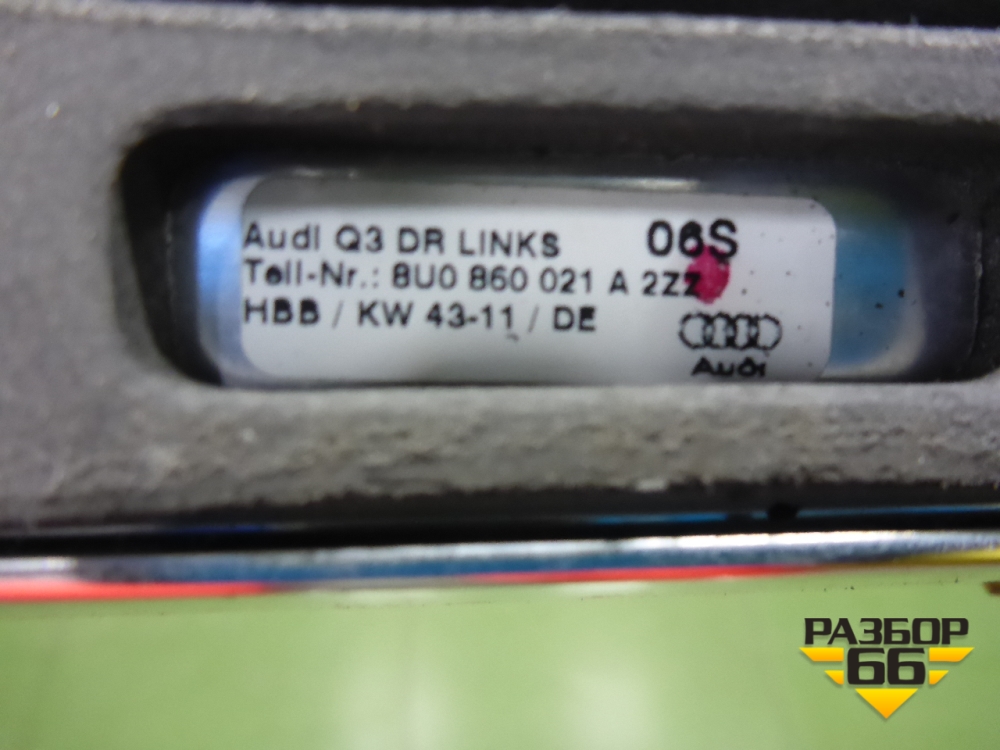 Audi Q3 DR LINKS 06S
Teil-Nr.: 8U0 860 021 A 2ZZ
HBB / KW 43-11 / DE
Audi
РАЗБОР
66